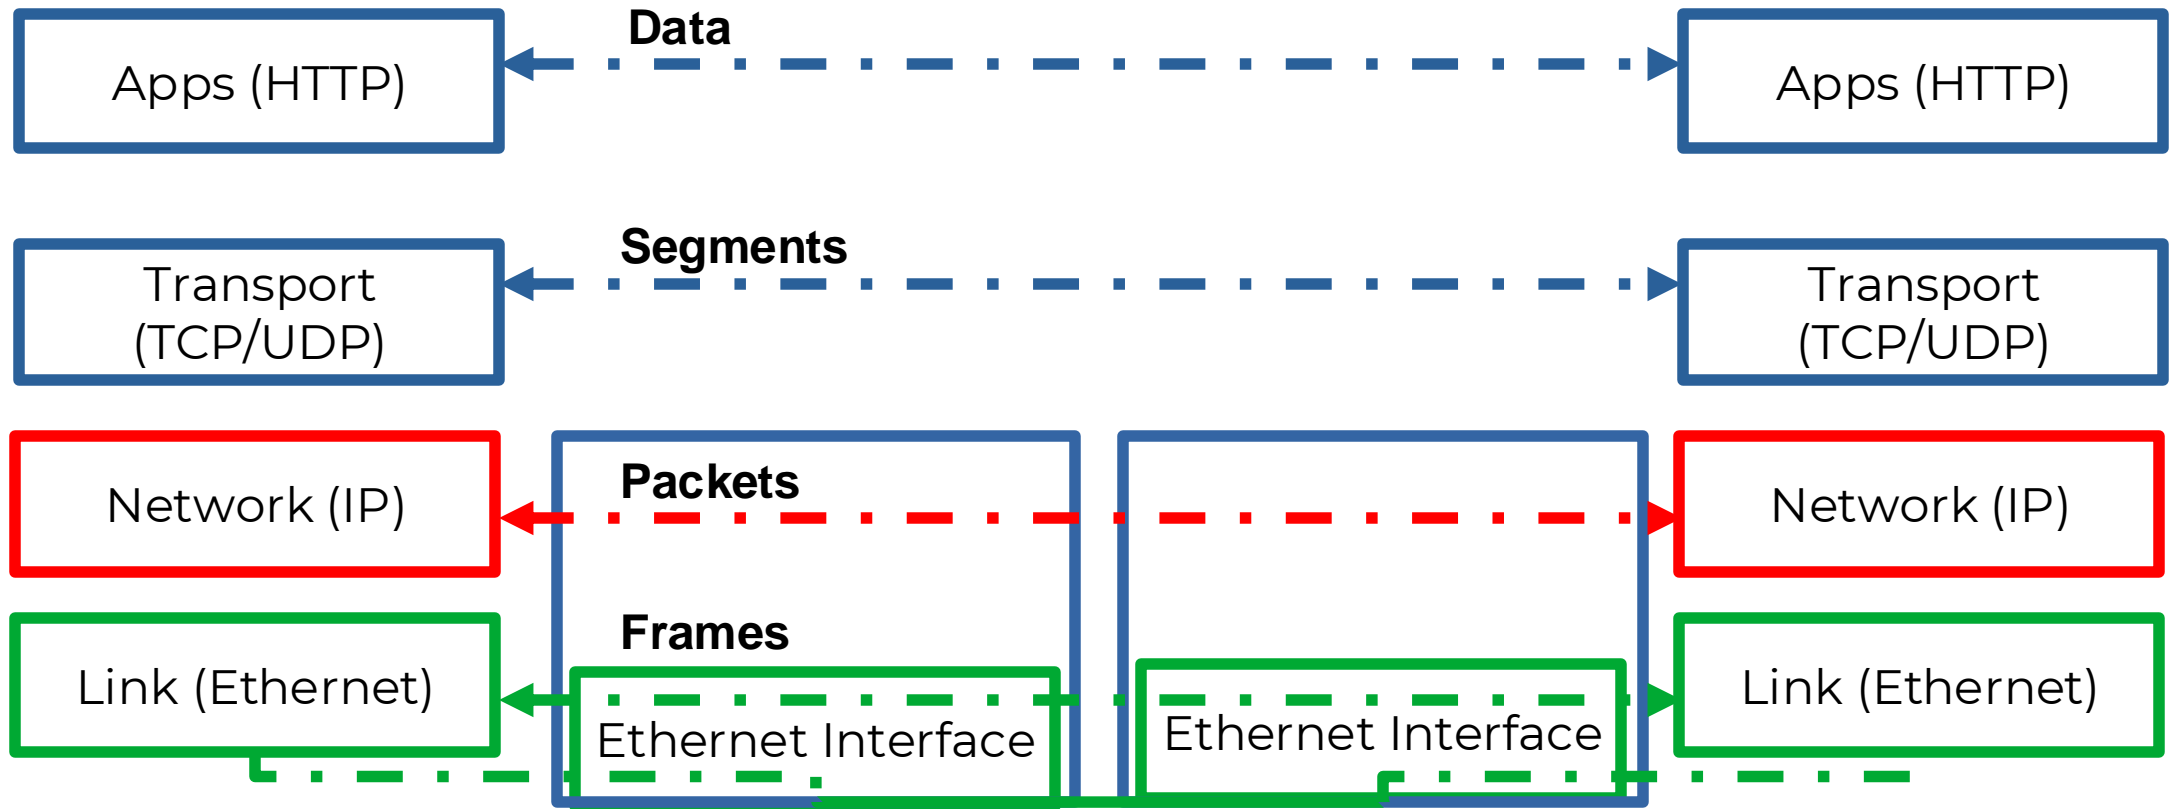 Data
Apps (HTTP)
Apps (HTTP)
Segments
Transport
(TCP/UDP)
Transport
(TCP/UDP)
Packets
Network (IP)
Network (IP)
Frames
Link (Ethernet)
Link (Ethernet)
Ethernet Interface
Ethernet Interface